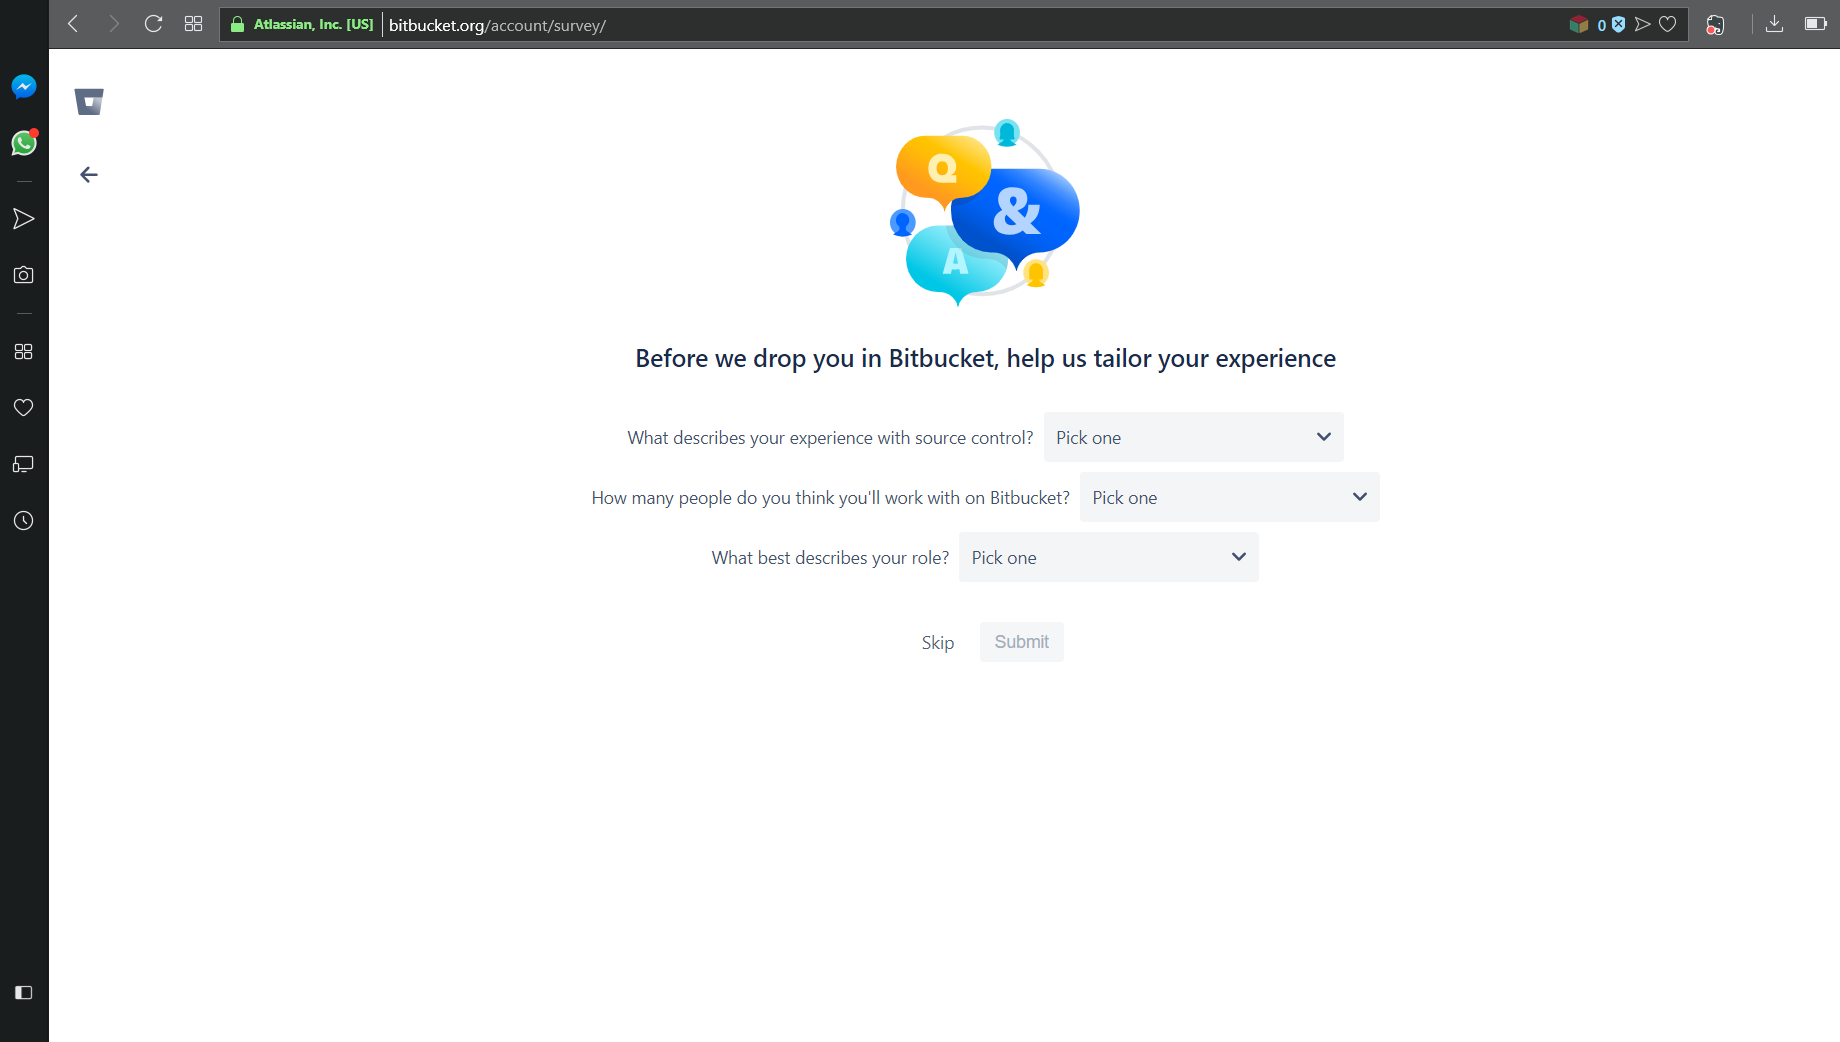 Atlassian, Inc. [US] bitbucket.org/account/survey/ 0
Q
&
A
Before we drop you in Bitbucket, help us tailor your experience
What describes your experience with source control? Pick one
How many people do you think you'll work with on Bitbucket? Pick one
What best describes your role? Pick one
Skip Submit